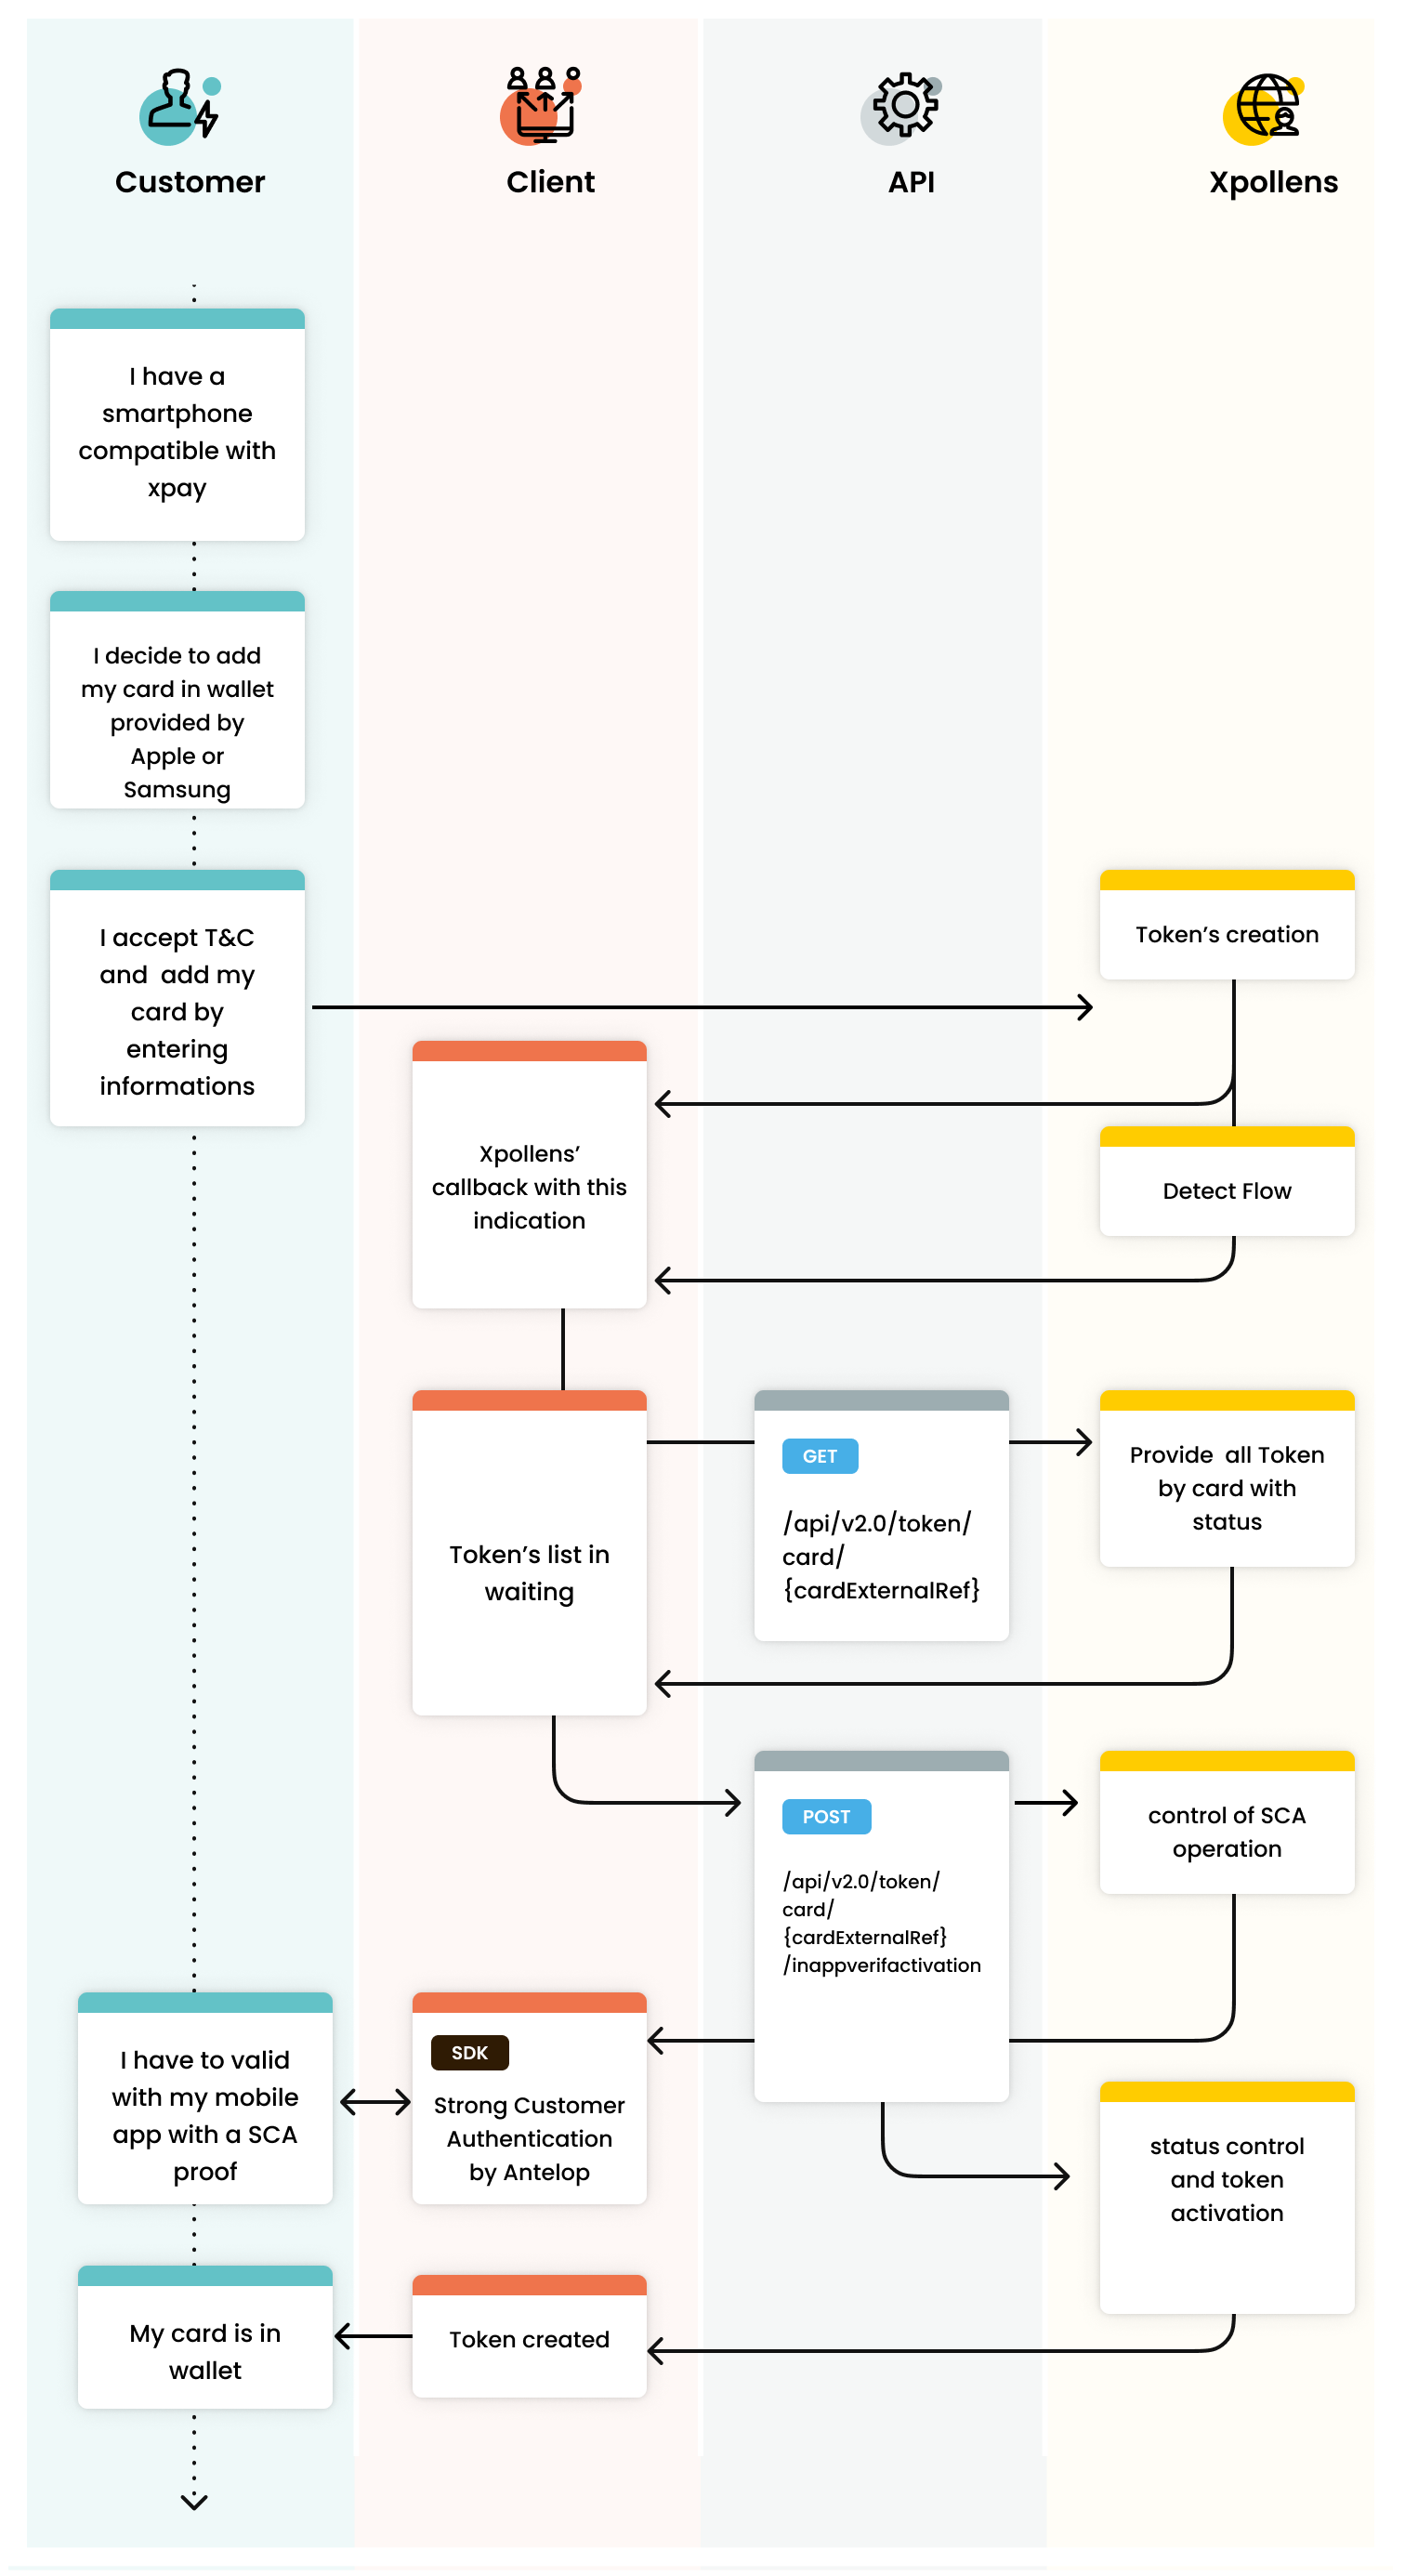 Customer
Client
API
Xpollens
I have a
smartphone
compatible with
xpay
I decide to add
my card in wallet
provided by
Apple or
Samsung
I accept T&C
and  add my
card by
entering
informations
Token’s creation
Xpollens’
callback with this
indication
Detect Flow
Token’s list in
waiting
GET
/api/v2.0/token/
card/
{cardExternalRef}
Provide  all Token
by card with
status
POST
/api/v2.0/token/
card/
{cardExternalRef}
/inappverifactivation
control of SCA
operation
I have to valid
with my mobile
app with a SCA
proof
SDK
Strong Customer
Authentication
by Antelop
status control
and token
activation
My card is in
wallet
Token created